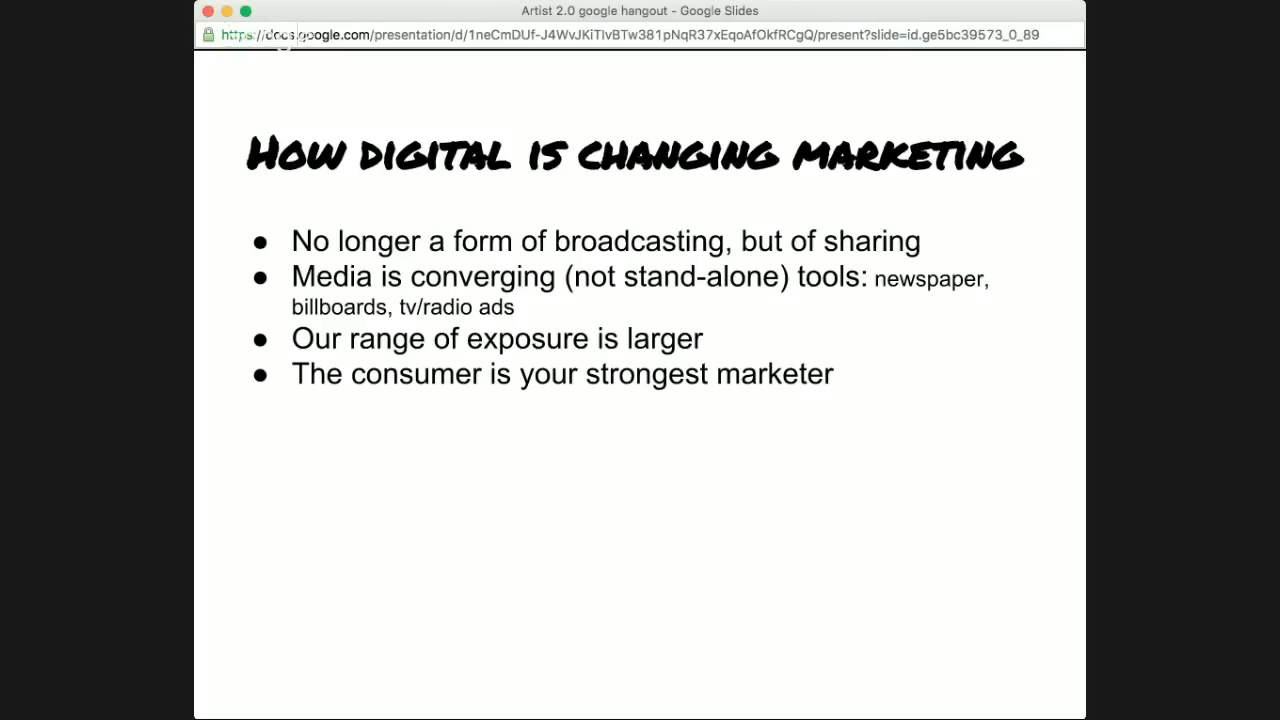 Artist 2.0 google hangout - Google Slides
https://docs.google.com/presentation/d/1neCmDUf-J4WvJKiTlvBTw381pNqR37xEqoAfOkfRCgQ/present?slide=id.ge5bc39573_0_89
HOW DIGITAL IS CHANGING MARKETING
● No longer a form of broadcasting, but of sharing
● Media is converging (not stand-alone) tools: newspaper,
billboards, tv/radio ads
● Our range of exposure is larger
● The consumer is your strongest marketer